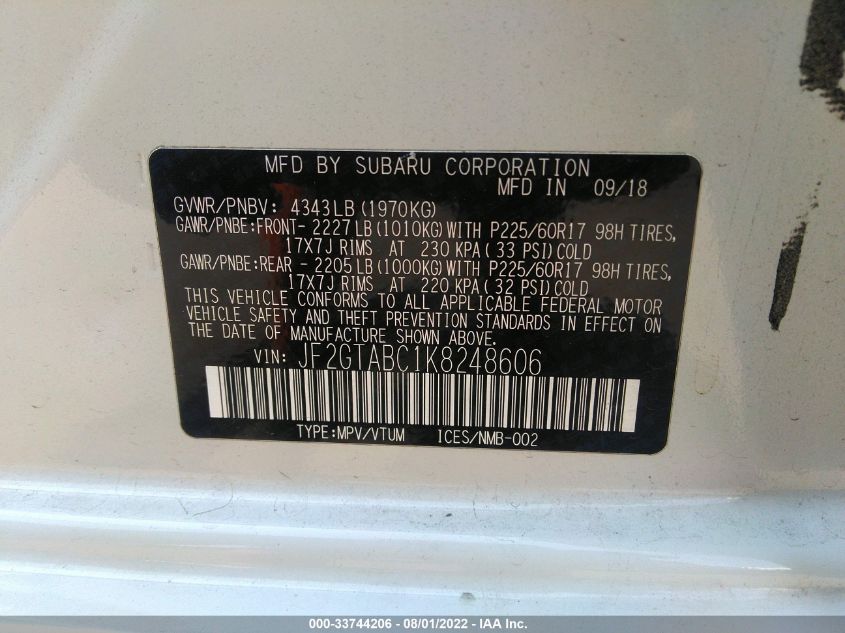 MFD BY SUBARU CORPORATION
MFD IN 09/18
GVWR/PNBV: 4343LB (1970KG)
GAWR/PNBE:FRONT- 2227 LB (1010KG) WITH P225/60R17 98H TIRES,
17X7J RIMS AT 230 KPA ( 33 PSI) COLD
GAWR/PNBE:REAR - 2205 LB (1000KG) WITH P225/60R17 98H TIRES,
17X7J RIMS AT 220 KPA ( 32 PSI) COLD
THIS VEHICLE CONFORMS TO ALL APPLICABLE FEDERAL MOTOR
VEHICLE SAFETY AND THEFT PREVENTION STANDARDS IN EFFECT ON
THE DATE OF MANUFACTURE SHOWN ABOVE.
VIN: JF2GTABC1K8248606
TYPE:MPV/VTUM ICES/NMB-002
000-33744206 - 08/01/2022 - IAA Inc.